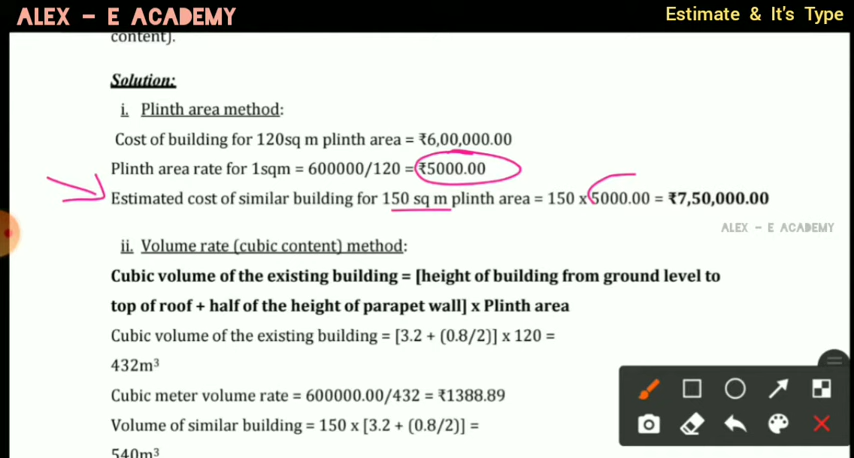 ALEX - E ACADEMY
Estimate & It's Type
content).
Solution:
i. Plinth area method:
Cost of building for 120sq m plinth area = ₹6,00,000.00
Plinth area rate for 1sqm = 600000/120 = ₹5000.00
Estimated cost of similar building for 150 sq m plinth area = 150 x 5000.00 = ₹7,50,000.00
ALEX - E ACADEMY
ii. Volume rate (cubic content) method:
Cubic volume of the existing building = [height of building from ground level to
top of roof + half of the height of parapet wall] x Plinth area
Cubic volume of the existing building = [3.2 + (0.8/2)] x 120 =
432m³
Cubic meter volume rate = 600000.00/432 = ₹1388.89
Volume of similar building = 150 x [3.2 + (0.8/2)] =
540m³